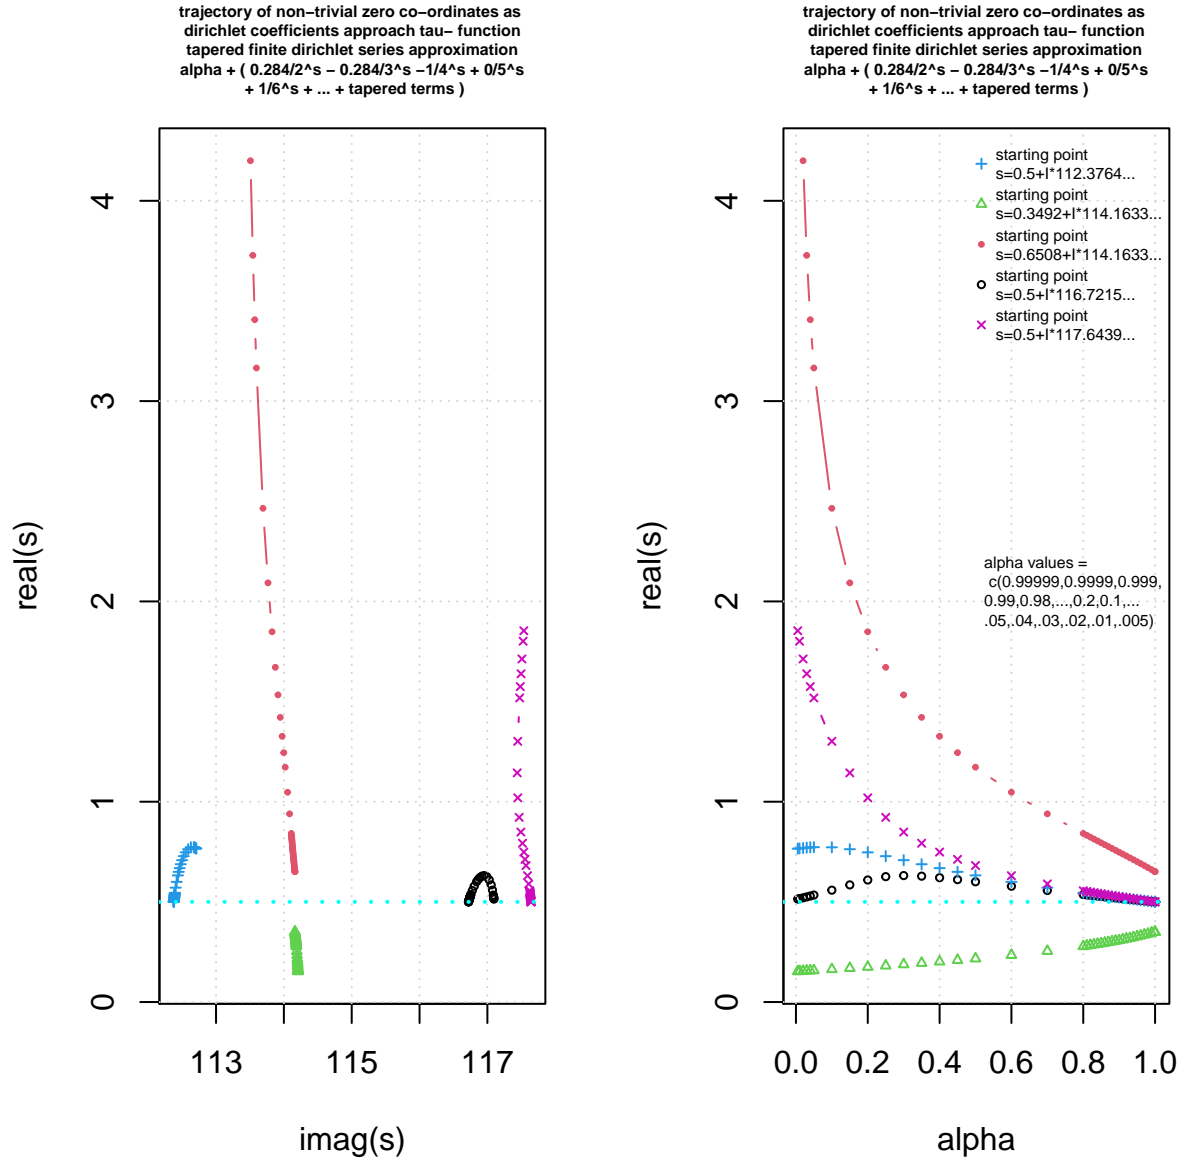 trajectory of non−trivial zero co−ordinates as
dirichlet coefficients approach tau− function
tapered finite dirichlet series approximation
alpha + ( 0.284/2^s − 0.284/3^s −1/4^s + 0/5^s
+ 1/6^s + ... + tapered terms )
real(s)
4
3
2
1
0
113
115
117
imag(s)
trajectory of non−trivial zero co−ordinates as
dirichlet coefficients approach tau− function
tapered finite dirichlet series approximation
alpha + ( 0.284/2^s − 0.284/3^s −1/4^s + 0/5^s
+ 1/6^s + ... + tapered terms )
real(s)
4
3
2
1
0
starting point
s=0.5+I*112.3764...
starting point
s=0.3492+I*114.1633...
starting point
s=0.6508+I*114.1633...
starting point
s=0.5+I*116.7215...
starting point
s=0.5+I*117.6439...
alpha values =
c(0.99999,0.9999,0.999,
0.99,0.98,...,0.2,0.1,...
.05,.04,.03,.02,.01,.005)
0.0
0.2
0.4
0.6
0.8
1.0
alpha